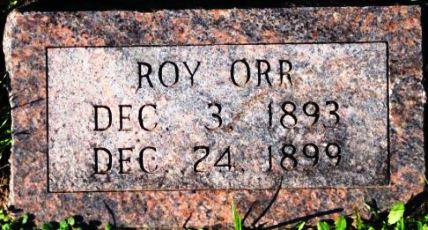 ROY ORR
DEC. 3. 1893
DEC. 24. 1899